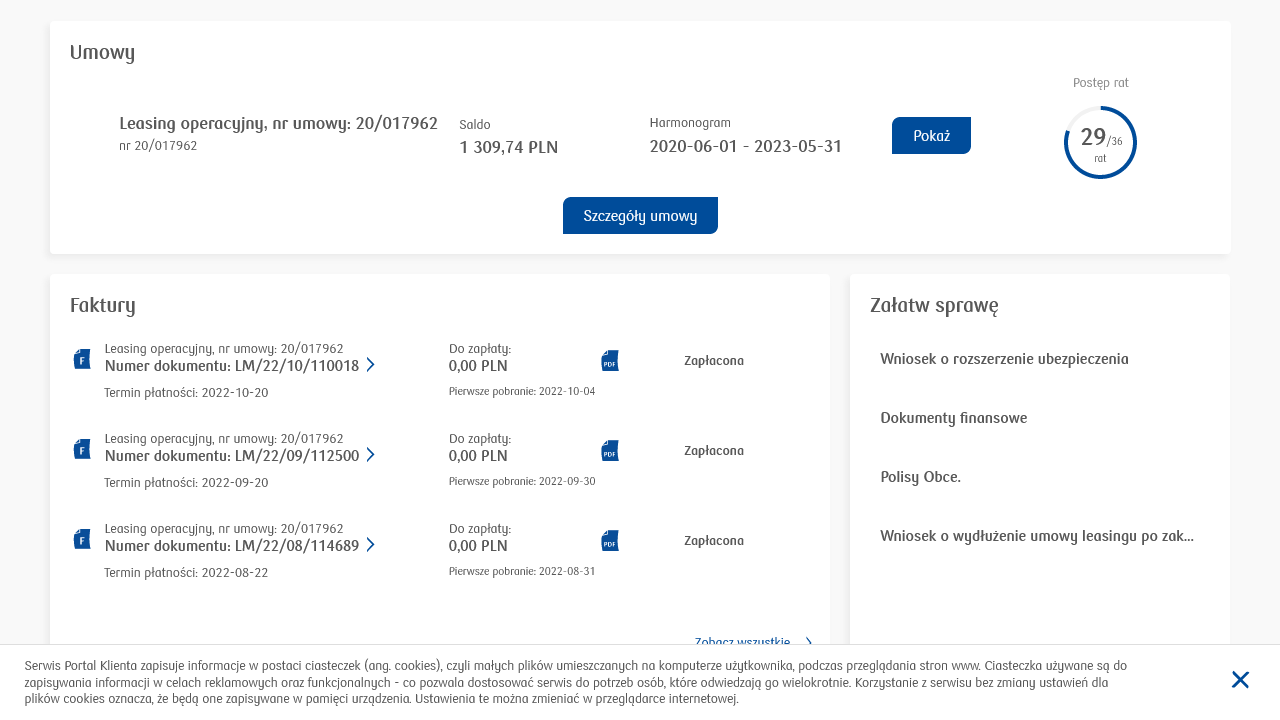 Umowy
Postęp rat
Leasing operacyjny, nr umowy: 20/017962
nr 20/017962
Saldo
1 309,74 PLN
Harmonogram
2020-06-01 - 2023-05-31
Pokaż
29/36
rat
Szczegóły umowy
Faktury
F
Leasing operacyjny, nr umowy: 20/017962
Numer dokumentu: LM/22/10/110018
Termin płatności: 2022-10-20
Do zapłaty:
0,00 PLN
Pierwsze pobranie: 2022-10-04
PDF
Zapłacona
F
Leasing operacyjny, nr umowy: 20/017962
Numer dokumentu: LM/22/09/112500
Termin płatności: 2022-09-20
Do zapłaty:
0,00 PLN
Pierwsze pobranie: 2022-09-30
PDF
Zapłacona
F
Leasing operacyjny, nr umowy: 20/017962
Numer dokumentu: LM/22/08/114689
Termin płatności: 2022-08-22
Do zapłaty:
0,00 PLN
Pierwsze pobranie: 2022-08-31
PDF
Zapłacona
Zobacz wszystkie
Załatw sprawę
Wniosek o rozszerzenie ubezpieczenia
Dokumenty finansowe
Polisy Obce.
Wniosek o wydłużenie umowy leasingu po zak...
Serwis Portal Klienta zapisuje informacje w postaci ciasteczek (ang. cookies), czyli małych plików umieszczanych na komputerze użytkownika, podczas przeglądania stron www. Ciasteczka używane są do
zapisywania informacji w celach reklamowych oraz funkcjonalnych - co pozwala dostosować serwis do potrzeb osób, które odwiedzają go wielokrotnie. Korzystanie z serwisu bez zmiany ustawień dla
plików cookies oznacza, że będą one zapisywane w pamięci urządzenia. Ustawienia te można zmieniać w przeglądarce internetowej.